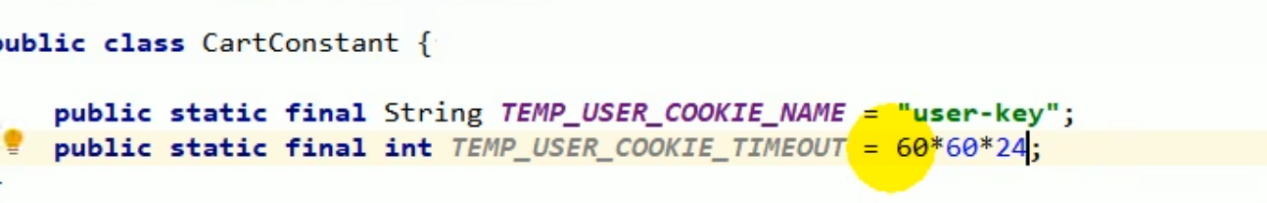 public class CartConstant {
public static final String TEMP_USER_COOKIE_NAME = "user-key";
public static final int TEMP_USER_COOKIE_TIMEOUT = 60*60*24;